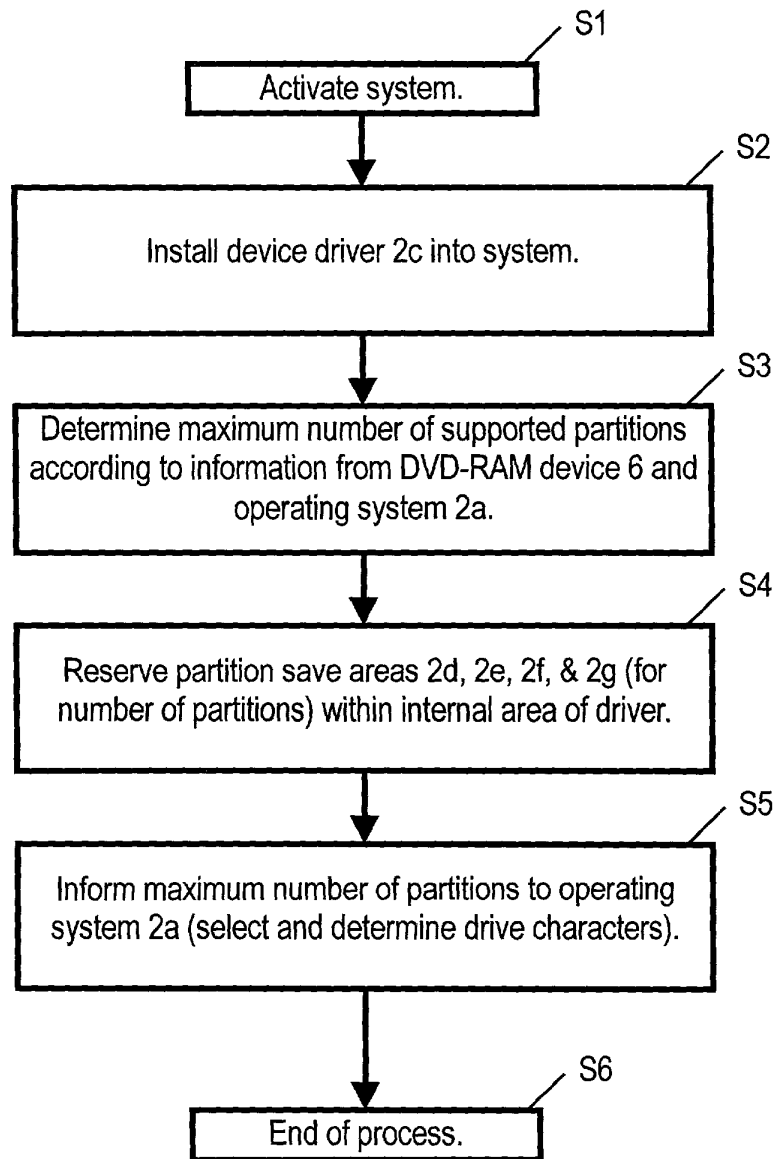 S1
Activate system.
S2
Install device driver 2c into system.
S3
Determine maximum number of supported partitions
according to information from DVD-RAM device 6 and
operating system 2a.
S4
Reserve partition save areas 2d, 2e, 2f, & 2g (for
number of partitions) within internal area of driver.
S5
Inform maximum number of partitions to operating
system 2a (select and determine drive characters).
S6
End of process.